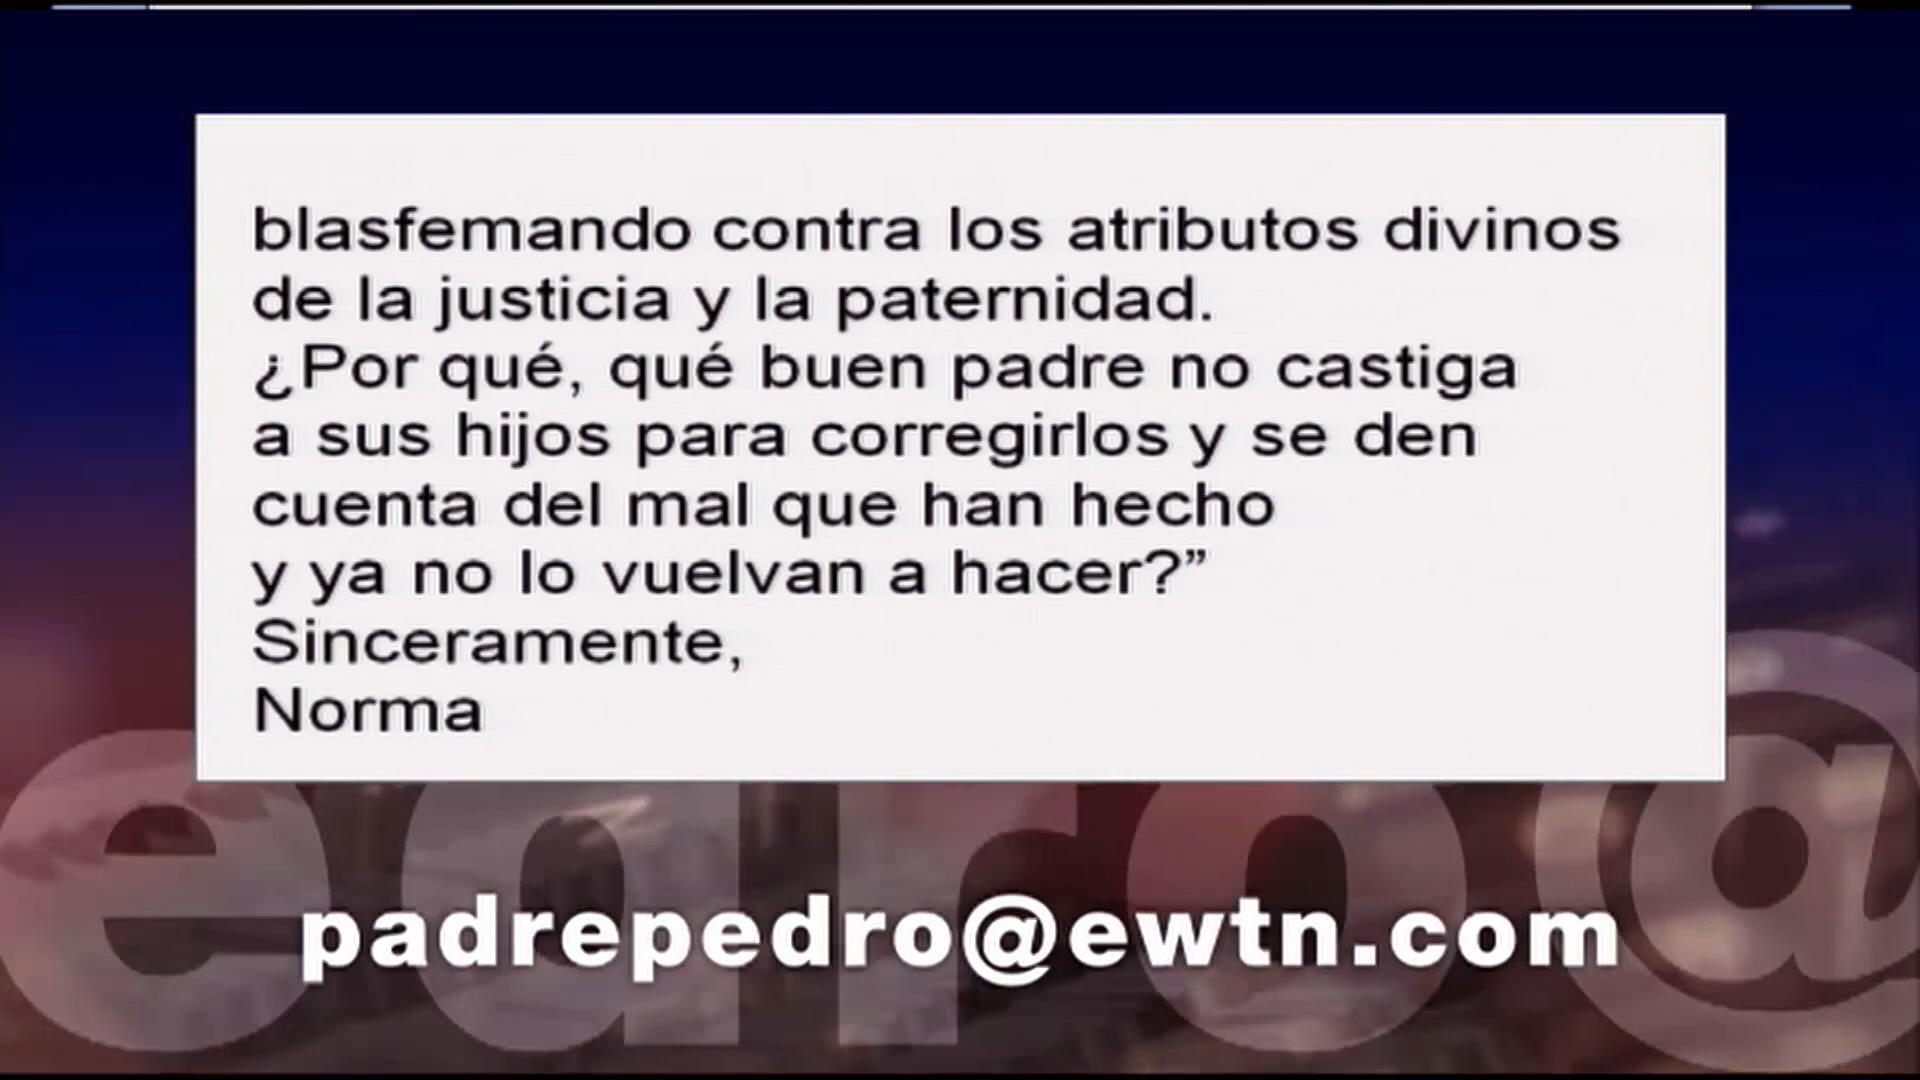 blasfemando contra los atributos divinos
de la justicia y la paternidad.
¿Por qué, qué buen padre no castiga
a sus hijos para corregirlos y se den
cuenta del mal que han hecho
y ya no lo vuelvan a hacer?”
Sinceramente,
Norma
padrepedro@ewtn.com